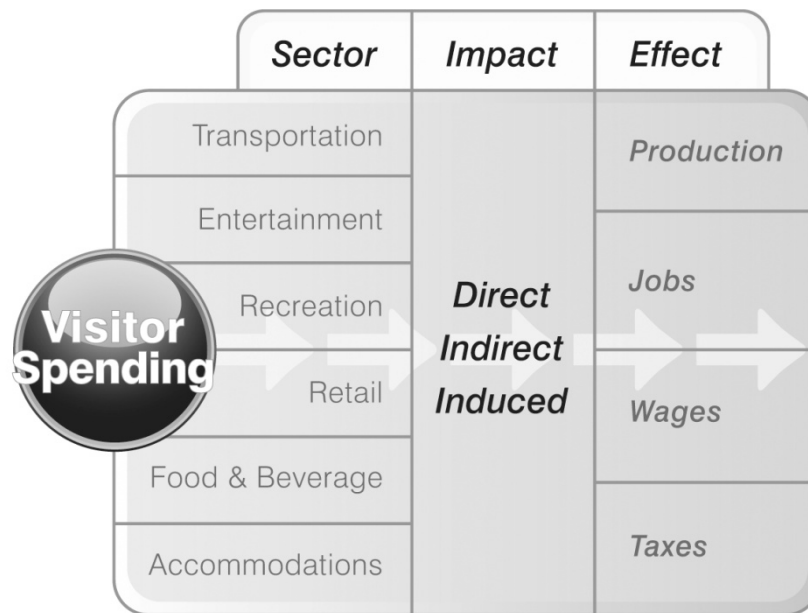 Sector Impact Effect
Transportation
Entertainment
Recreation
Retail
Food & Beverage
Accommodations
Visitor
Spending
Direct
Indirect
Induced
Production
Jobs
Wages
Taxes